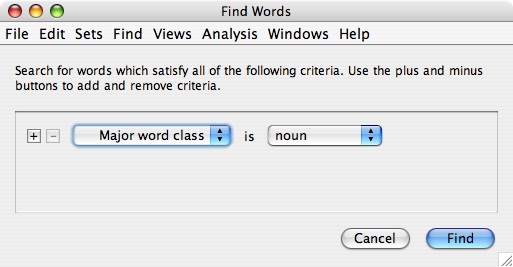 Find Words
File Edit Sets Find Views Analysis Windows Help
Search for words which satisfy all of the following criteria. Use the plus and minus
buttons to add and remove criteria.
+ − Major word class is noun
Cancel Find